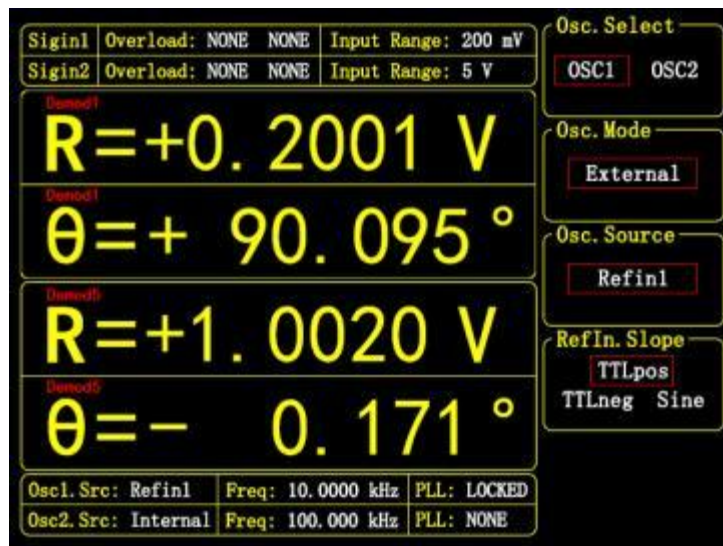 Sigin1 Overload: NONE NONE Input Range: 200 mV
Sigin2 Overload: NONE NONE Input Range: 5 V
Demod1
R=+0.2001 V
Demod1
θ=+ 90.095°
Demod5
R=+1.0020 V
Demod5
θ=- 0.171°
Osc1.Src: Refin1 Freq: 10.0000 kHz PLL: LOCKED
Osc2.Src: Internal Freq: 100.000 kHz PLL: NONE
Osc.Select
OSC1 OSC2
Osc.Mode
External
Osc.Source
Refin1
RefIn.Slope
TTLpos
TTLneg Sine